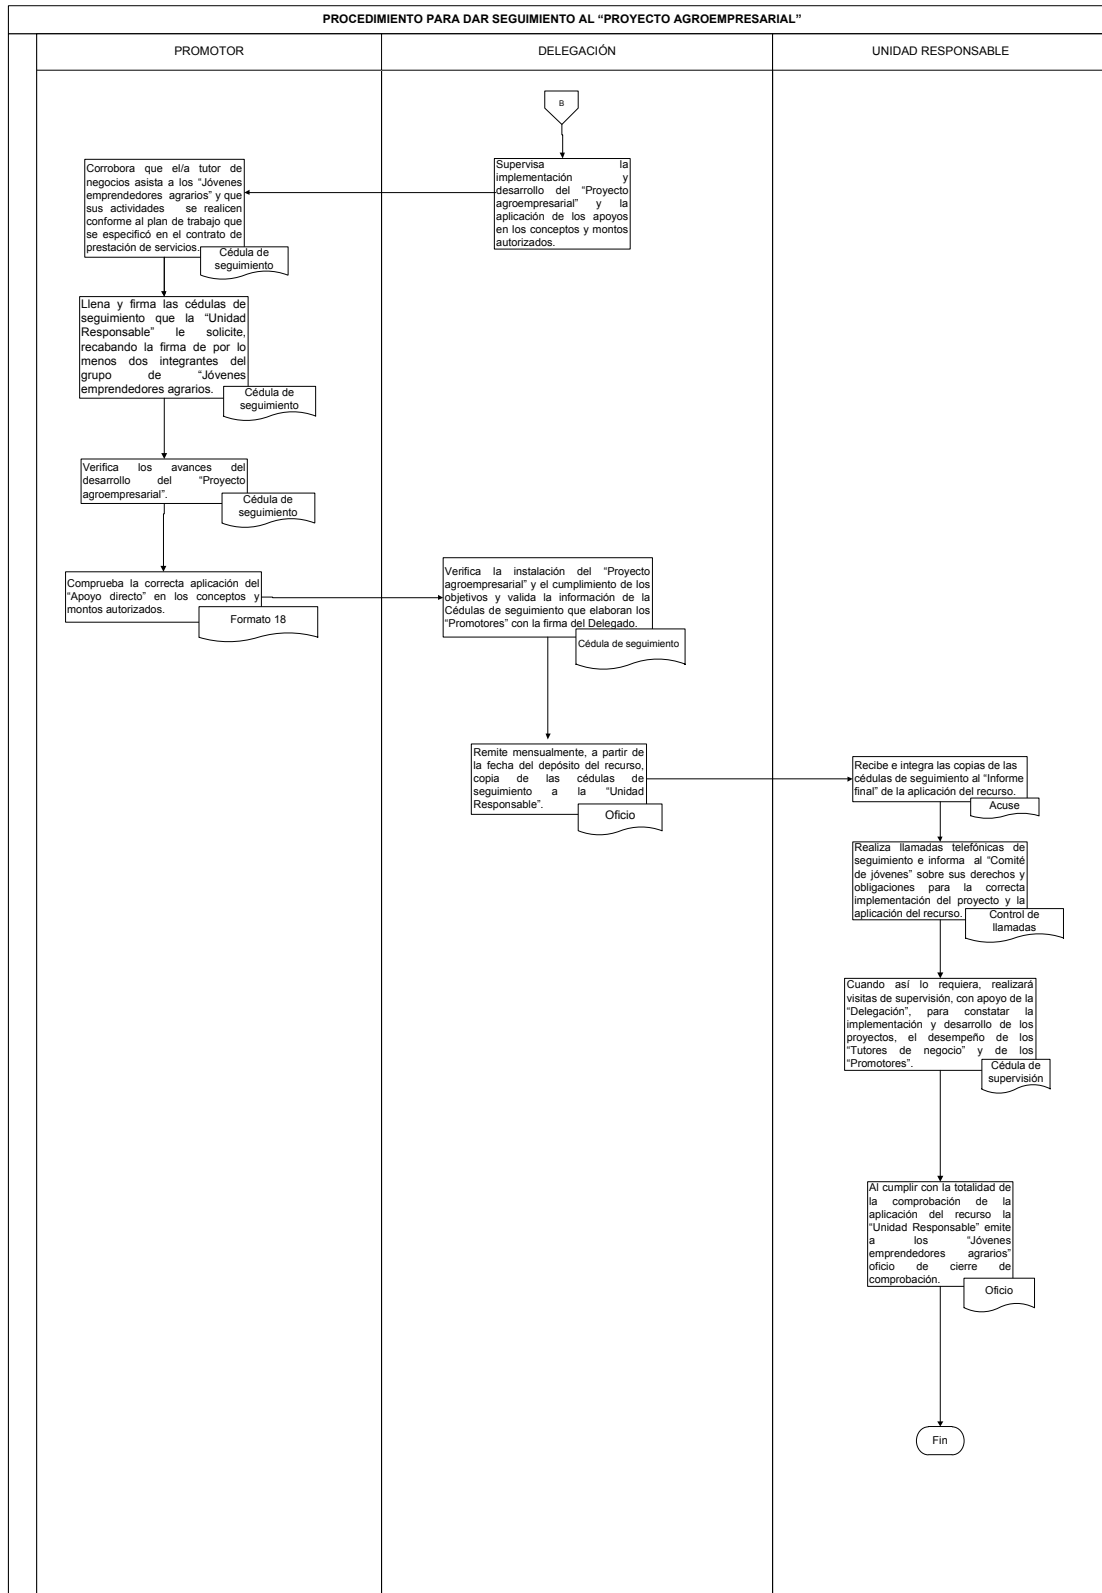 PROCEDIMIENTO PARA DAR SEGUIMIENTO AL “PROYECTO AGROEMPRESARIAL”
PROMOTOR
DELEGACIÓN
UNIDAD RESPONSABLE
B
Supervisa la
implementación y
desarrollo del “Proyecto
agroempresarial” y la
aplicación de los apoyos
en los conceptos y montos
autorizados.
Corrobora que el/a tutor de
negocios asista a los “Jóvenes
emprendedores agrarios” y que
sus actividades se realicen
conforme al plan de trabajo que
se especificó en el contrato de
prestación de servicios.
Cédula de
seguimiento
Llena y firma las cédulas de
seguimiento que la “Unidad
Responsable” le solicite,
recabando la firma de por lo
menos dos integrantes del
grupo de “Jóvenes
emprendedores agrarios.
Cédula de
seguimiento
Verifica los avances del
desarrollo del “Proyecto
agroempresarial”.
Cédula de
seguimiento
Comprueba la correcta aplicación del
“Apoyo directo” en los conceptos y
montos autorizados.
Formato 18
Verifica la instalación del “Proyecto
agroempresarial” y el cumplimiento de los
objetivos y valida la información de la
Cédulas de seguimiento que elaboran los
“Promotores” con la firma del Delegado.
Cédula de seguimiento
Remite mensualmente, a partir de
la fecha del depósito del recurso,
copia de las cédulas de
seguimiento a la “Unidad
Responsable”.
Oficio
Recibe e integra las copias de las
cédulas de seguimiento al “Informe
final” de la aplicación del recurso.
Acuse
Realiza llamadas telefónicas de
seguimiento e informa al “Comité
de jóvenes” sobre sus derechos y
obligaciones para la correcta
implementación del proyecto y la
aplicación del recurso.
Control de
llamadas
Cuando así lo requiera, realizará
visitas de supervisión, con apoyo de la
“Delegación”, para constatar la
implementación y desarrollo de los
proyectos, el desempeño de los
“Tutores de negocio” y de los
“Promotores”.
Cédula de
supervisión
Al cumplir con la totalidad de
la comprobación de la
aplicación del recurso la
“Unidad Responsable” emite
a los “Jóvenes
emprendedores agrarios”
oficio de cierre de
comprobación.
Oficio
Fin